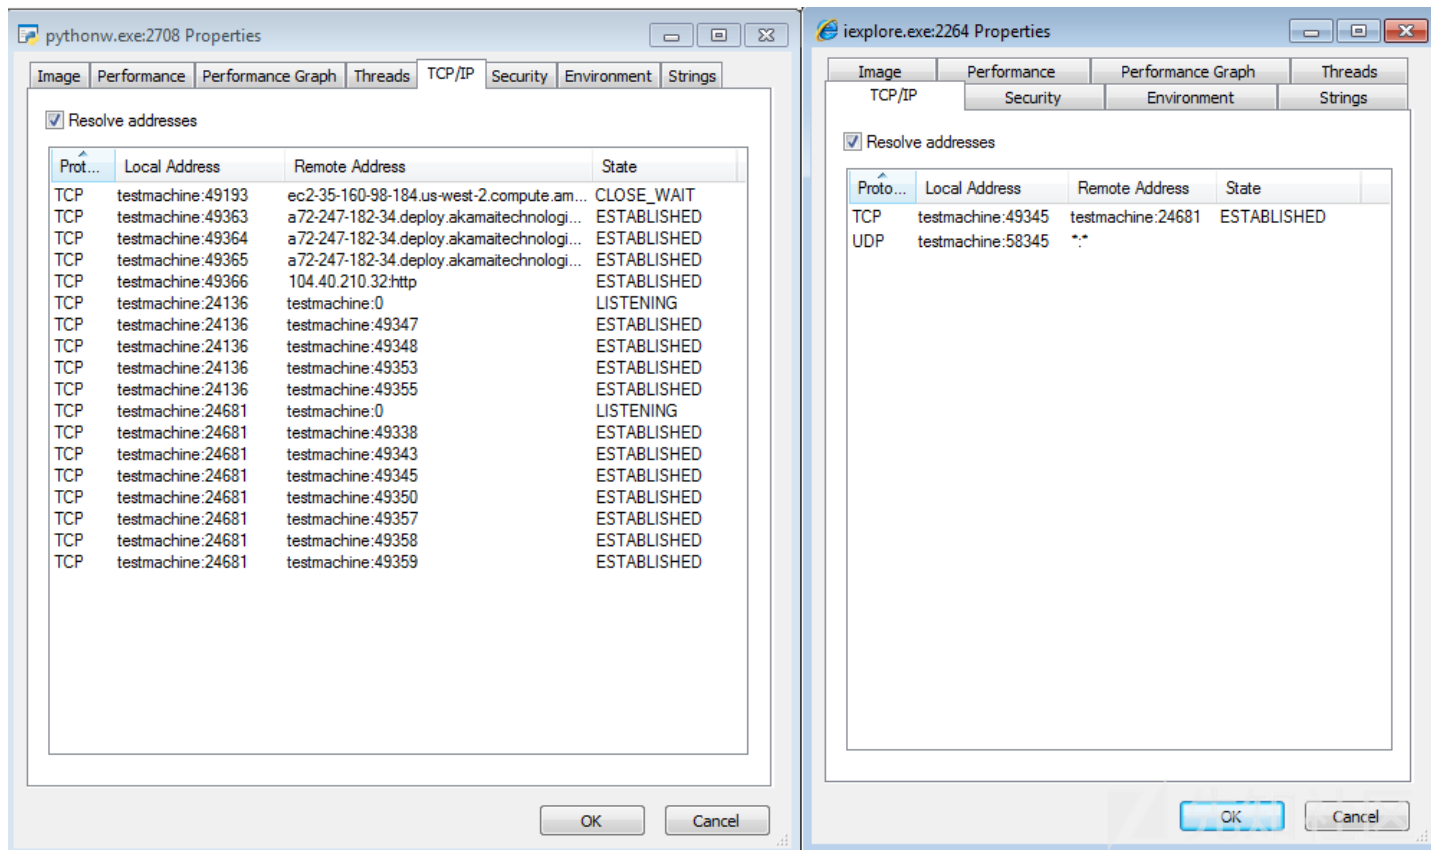 pythonw.exe:2708 Properties
Image Performance Performance Graph Threads TCP/IP Security Environment Strings
Resolve addresses
Prot... Local Address Remote Address State
TCP testmachine:49193 ec2-35-160-98-184.us-west-2.compute.am... CLOSE_WAIT
TCP testmachine:49363 a72-247-182-34.deploy.akamaitechnologi... ESTABLISHED
TCP testmachine:49364 a72-247-182-34.deploy.akamaitechnologi... ESTABLISHED
TCP testmachine:49365 a72-247-182-34.deploy.akamaitechnologi... ESTABLISHED
TCP testmachine:49366 104.40.210.32:http ESTABLISHED
TCP testmachine:24136 testmachine:0 LISTENING
TCP testmachine:24136 testmachine:49347 ESTABLISHED
TCP testmachine:24136 testmachine:49348 ESTABLISHED
TCP testmachine:24136 testmachine:49353 ESTABLISHED
TCP testmachine:24136 testmachine:49355 ESTABLISHED
TCP testmachine:24681 testmachine:0 LISTENING
TCP testmachine:24681 testmachine:49338 ESTABLISHED
TCP testmachine:24681 testmachine:49343 ESTABLISHED
TCP testmachine:24681 testmachine:49345 ESTABLISHED
TCP testmachine:24681 testmachine:49350 ESTABLISHED
TCP testmachine:24681 testmachine:49357 ESTABLISHED
TCP testmachine:24681 testmachine:49358 ESTABLISHED
TCP testmachine:24681 testmachine:49359 ESTABLISHED
OK Cancel
iexplore.exe:2264 Properties
Image Performance Performance Graph Threads
TCP/IP Security Environment Strings
Resolve addresses
Proto... Local Address Remote Address State
TCP testmachine:49345 testmachine:24681 ESTABLISHED
UDP testmachine:58345 *:*
OK Cancel